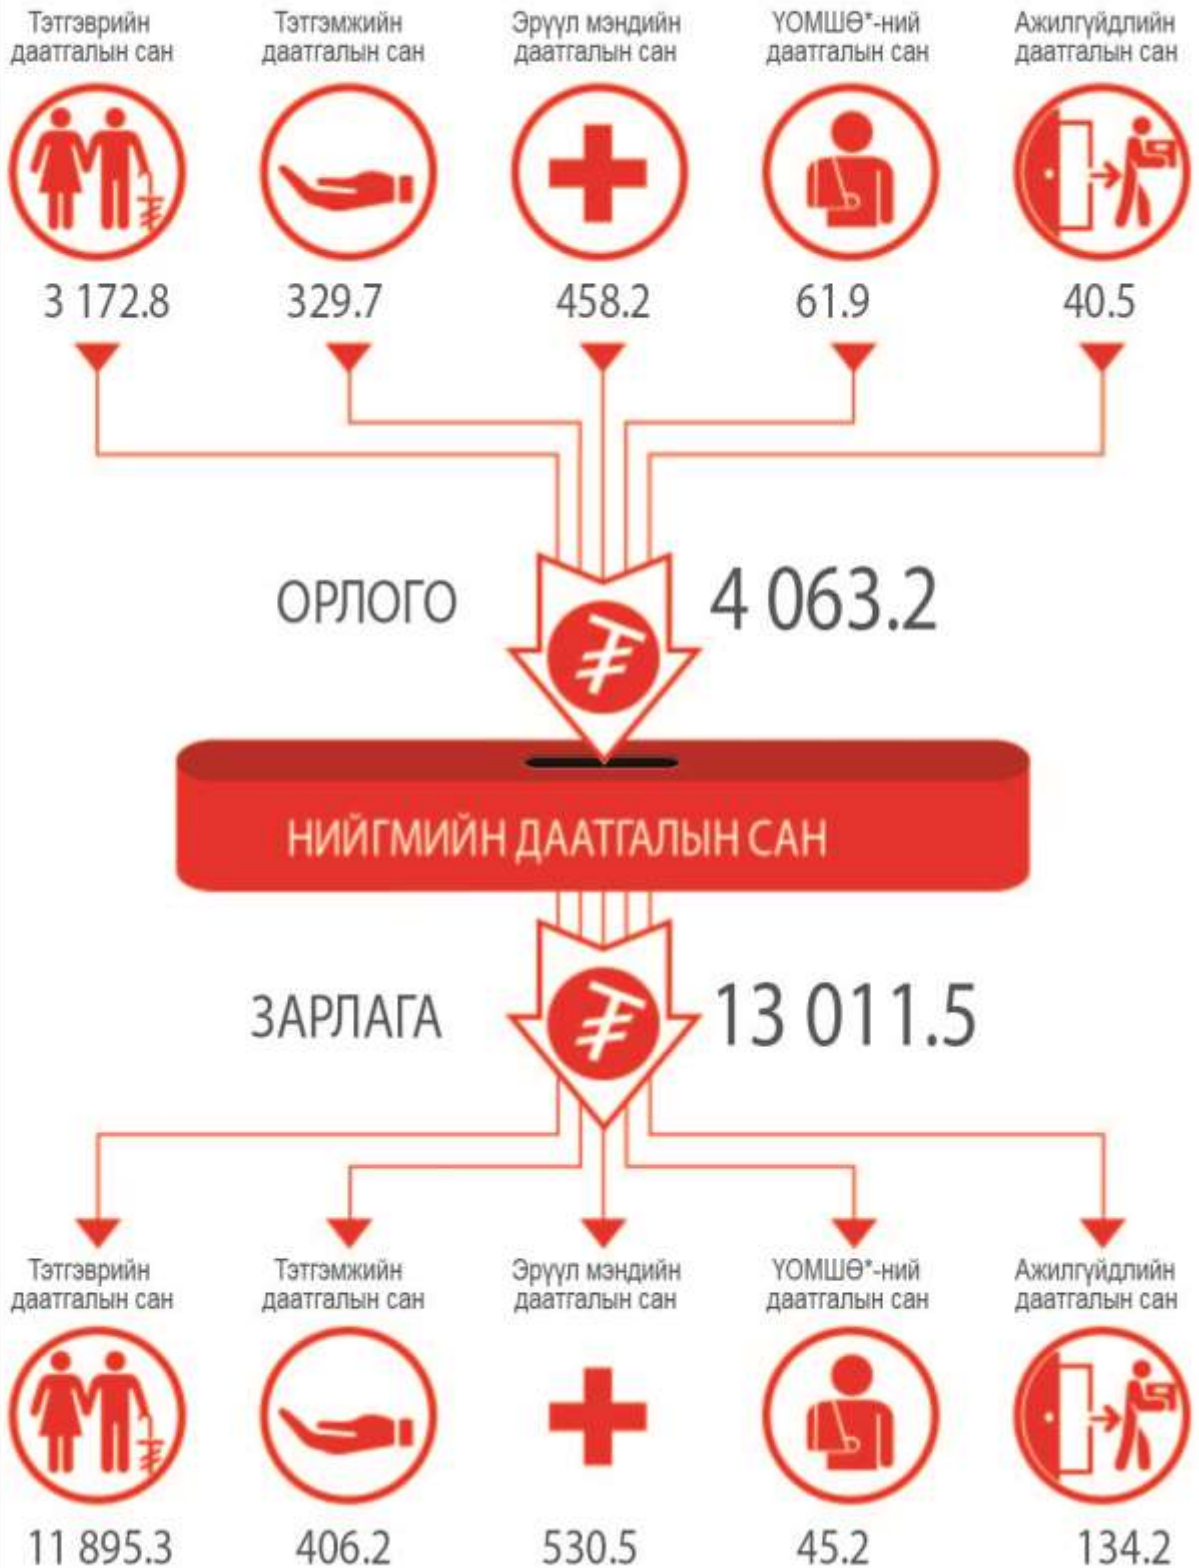 Тэтгэврийн
даатгалын сан
Тэтгэмжийн
даатгалын сан
Эрүүл мэндийн
даатгалын сан
ҮОМШӨ*-ний
даатгалын сан
Ажилгүйдлийн
даатгалын сан
3 172.8
329.7
458.2
61.9
40.5
ОРЛОГО
₮
4 063.2
НИЙГМИЙН ДААТГАЛЫН САН
ЗАРЛАГА
₮
13 011.5
Тэтгэврийн
даатгалын сан
Тэтгэмжийн
даатгалын сан
Эрүүл мэндийн
даатгалын сан
ҮОМШӨ*-ний
даатгалын сан
Ажилгүйдлийн
даатгалын сан
11 895.3
406.2
530.5
45.2
134.2